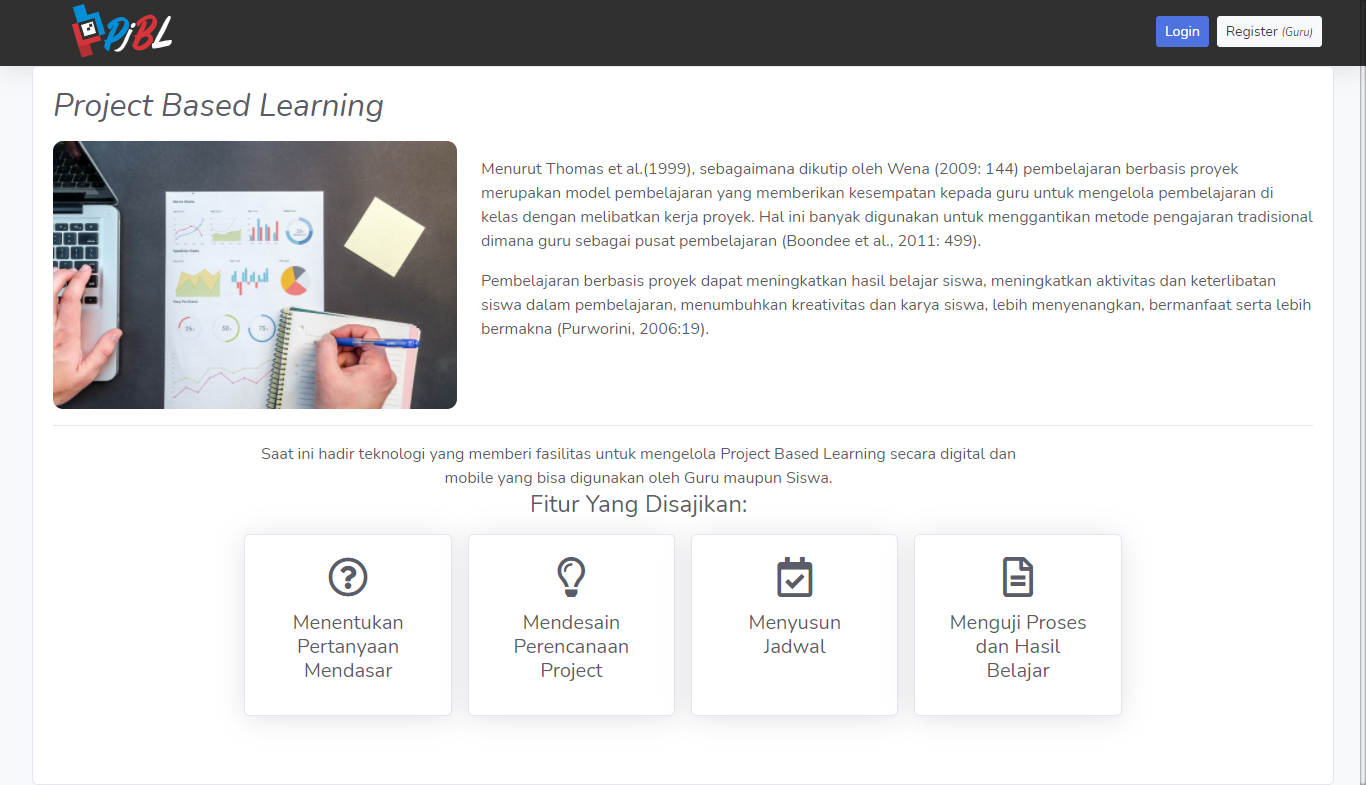 PjBL
Login
Register (Guru)
Project Based Learning
Menurut Thomas et al.(1999), sebagaimana dikutip oleh Wena (2009: 144) pembelajaran berbasis proyek
merupakan model pembelajaran yang memberikan kesempatan kepada guru untuk mengelola pembelajaran di
kelas dengan melibatkan kerja proyek. Hal ini banyak digunakan untuk menggantikan metode pengajaran tradisional
dimana guru sebagai pusat pembelajaran (Boondee et al., 2011: 499).
Pembelajaran berbasis proyek dapat meningkatkan hasil belajar siswa, meningkatkan aktivitas dan keterlibatan
siswa dalam pembelajaran, menumbuhkan kreativitas dan karya siswa, lebih menyenangkan, bermanfaat serta lebih
bermakna (Purworini, 2006:19).
Saat ini hadir teknologi yang memberi fasilitas untuk mengelola Project Based Learning secara digital dan
mobile yang bisa digunakan oleh Guru maupun Siswa.
Fitur Yang Disajikan:
Menentukan
Pertanyaan
Mendasar
Mendesain
Perencanaan
Project
Menyusun
Jadwal
Menguji Proses
dan Hasil
Belajar